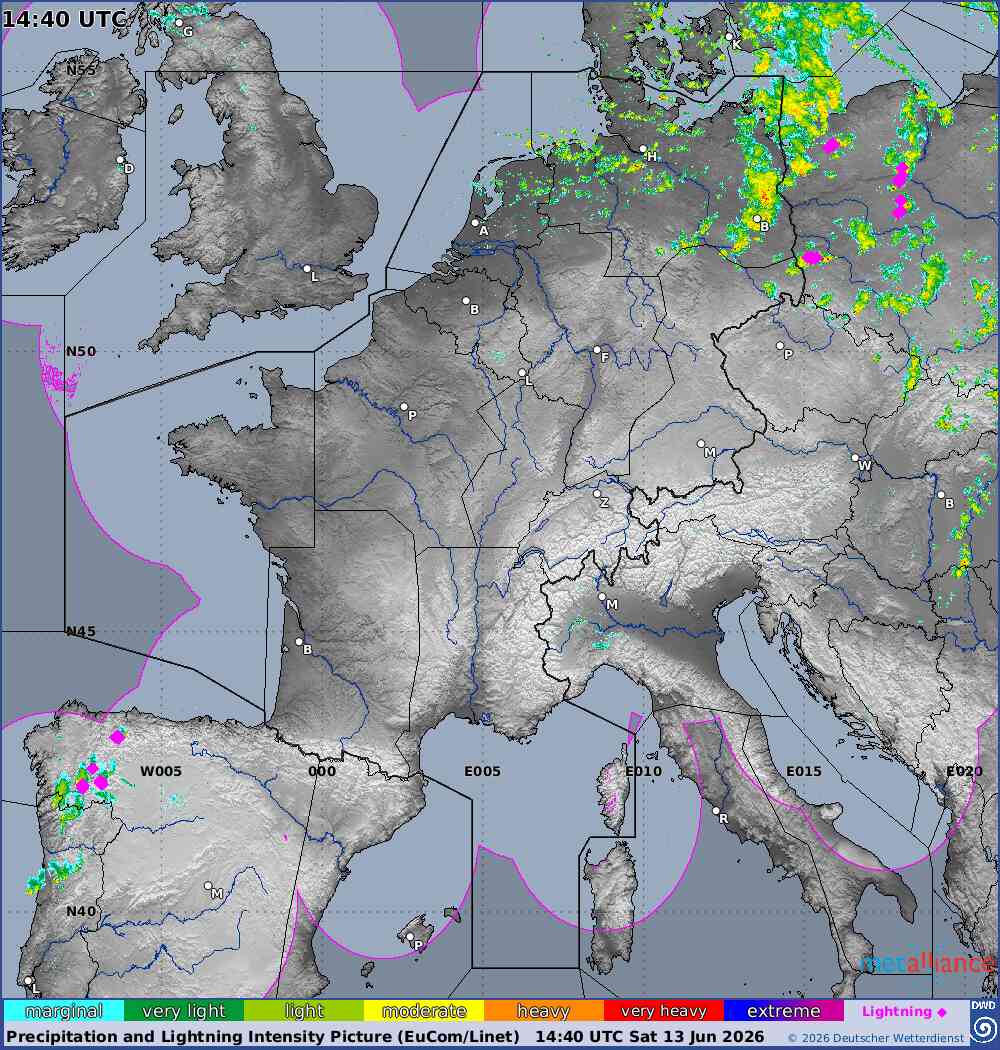 14:40 UTC
G
K
N55
H
D
A
B
L
B
N50
F
P
L
P
M
W
Z
B
M
N45
B
W005
000
E005
E010
E015
E020
R
M
N40
P
L
metalliance
marginal
very light
light
moderate
heavy
very heavy
extreme
Lightning
DWD
Precipitation and Lightning Intensity Picture (EuCom/Linet) 14:40 UTC Sat 13 Jun 2026
© 2026 Deutscher Wetterdienst